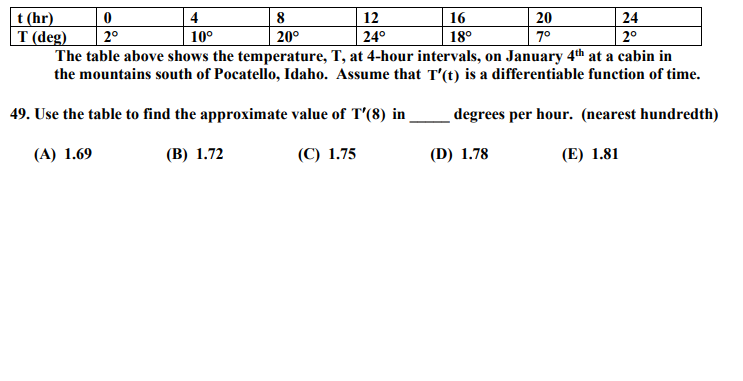 t (hr) 0 4 8 12 16 20 24
T (deg) 2° 10° 20° 24° 18° 7° 2°
The table above shows the temperature, T, at 4-hour intervals, on January 4th at a cabin in
the mountains south of Pocatello, Idaho. Assume that T′(t) is a differentiable function of time.
49. Use the table to find the approximate value of T′(8) in _____ degrees per hour. (nearest hundredth)
(A) 1.69 (B) 1.72 (C) 1.75 (D) 1.78 (E) 1.81